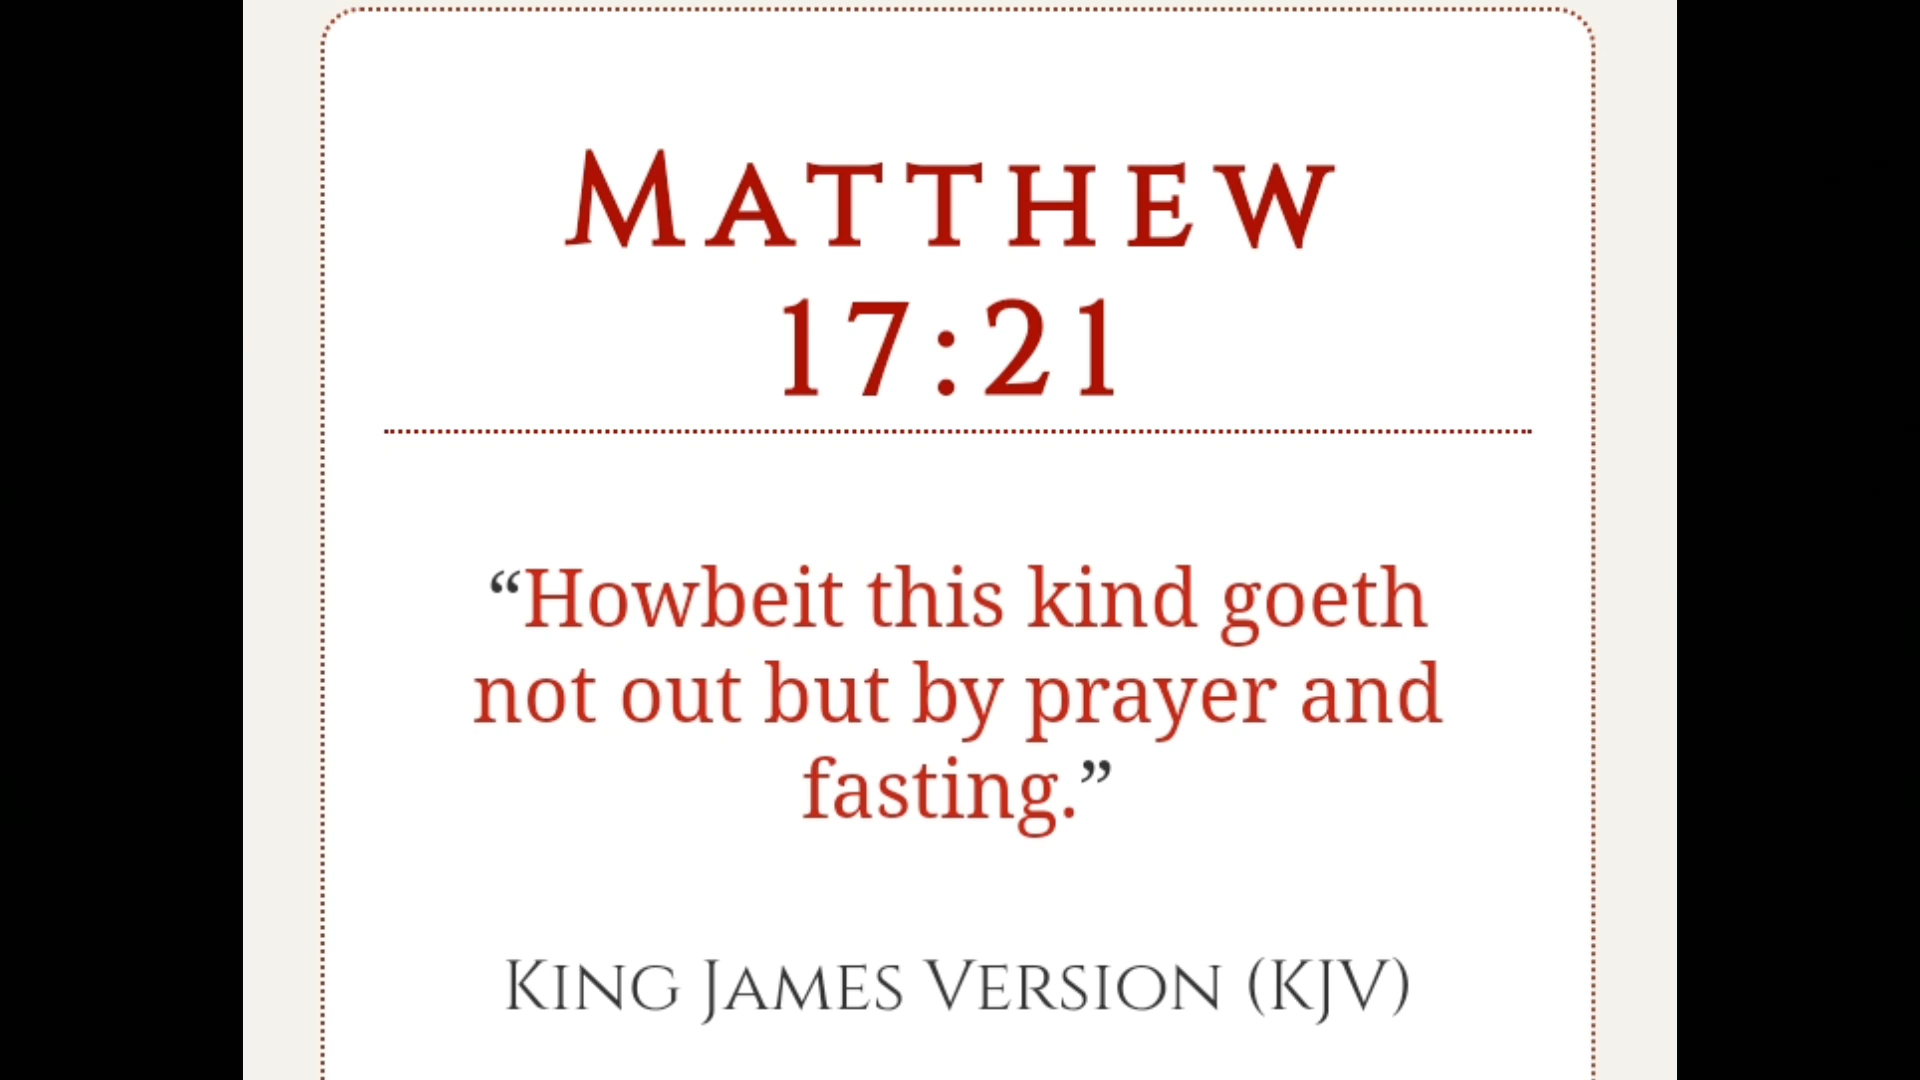 MATTHEW
17:21
“Howbeit this kind goeth
not out but by prayer and
fasting.”
KING JAMES VERSION (KJV)